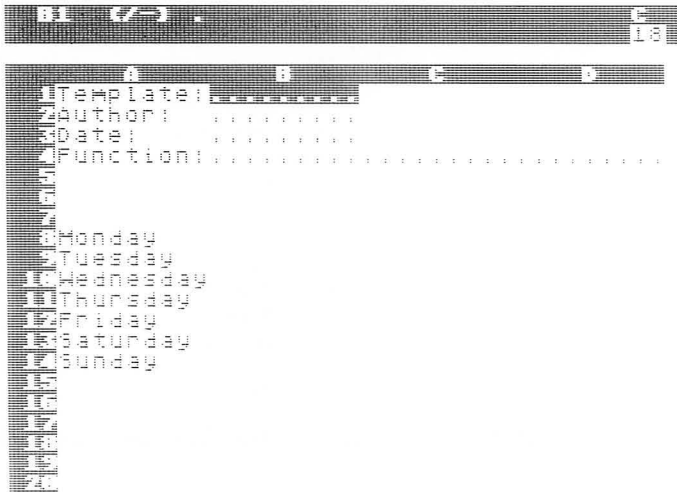 B1 (/-) .
C
18
A B C D
1 Template: .........
2 Author: .........
3 Date: .........
4 Function: ...........................
5
6
7
8 Monday
9 Tuesday
10 Wednesday
11 Thursday
12 Friday
13 Saturday
14 Sunday
15
16
17
18
19
20